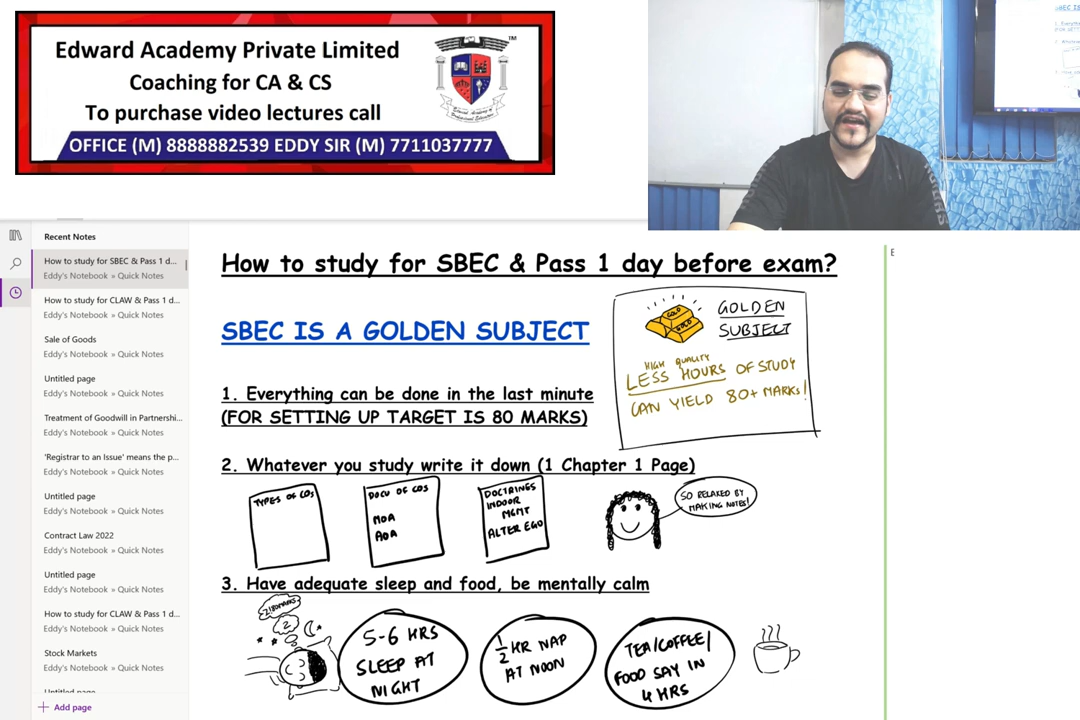 Edward Academy Private Limited
Coaching for CA & CS
To purchase video lectures call
OFFICE (M) 8888882539 EDDY SIR (M) 7711037777
TM
Recent Notes
How to study for SBEC & Pass 1 d...
Eddy's Notebook » Quick Notes
How to study for CLAW & Pass 1 d...
Eddy's Notebook » Quick Notes
Sale of Goods
Eddy's Notebook » Quick Notes
Untitled page
Eddy's Notebook » Quick Notes
Treatment of Goodwill in Partnershi...
Eddy's Notebook » Quick Notes
'Registrar to an Issue' means the p...
Eddy's Notebook » Quick Notes
Untitled page
Eddy's Notebook » Quick Notes
Contract Law 2022
Eddy's Notebook » Quick Notes
Untitled page
Eddy's Notebook » Quick Notes
How to study for CLAW & Pass 1 d...
Eddy's Notebook » Quick Notes
Stock Markets
Eddy's Notebook » Quick Notes
Add page
How to study for SBEC & Pass 1 day before exam?
SBEC IS A GOLDEN SUBJECT
GOLD
GOLD
GOLDEN
SUBJECT
HIGH QUALITY
LESS HOURS OF STUDY
CAN YIELD 80+ MARKS!
1. Everything can be done in the last minute
(FOR SETTING UP TARGET IS 80 MARKS)
2. Whatever you study write it down (1 Chapter 1 Page)
TYPES OF COs
DOCU OF COS
MOA
AOA
DOCTRINES
INDOOR
MGMT
ALTER EGO
SO RELAXED BY
MAKING NOTES!
3. Have adequate sleep and food, be mentally calm
5-6 HRS
SLEEP AT
NIGHT
1/2 HR NAP
AT NOON
TEA/COFFEE/
FOOD SAY IN
4 HRS
E